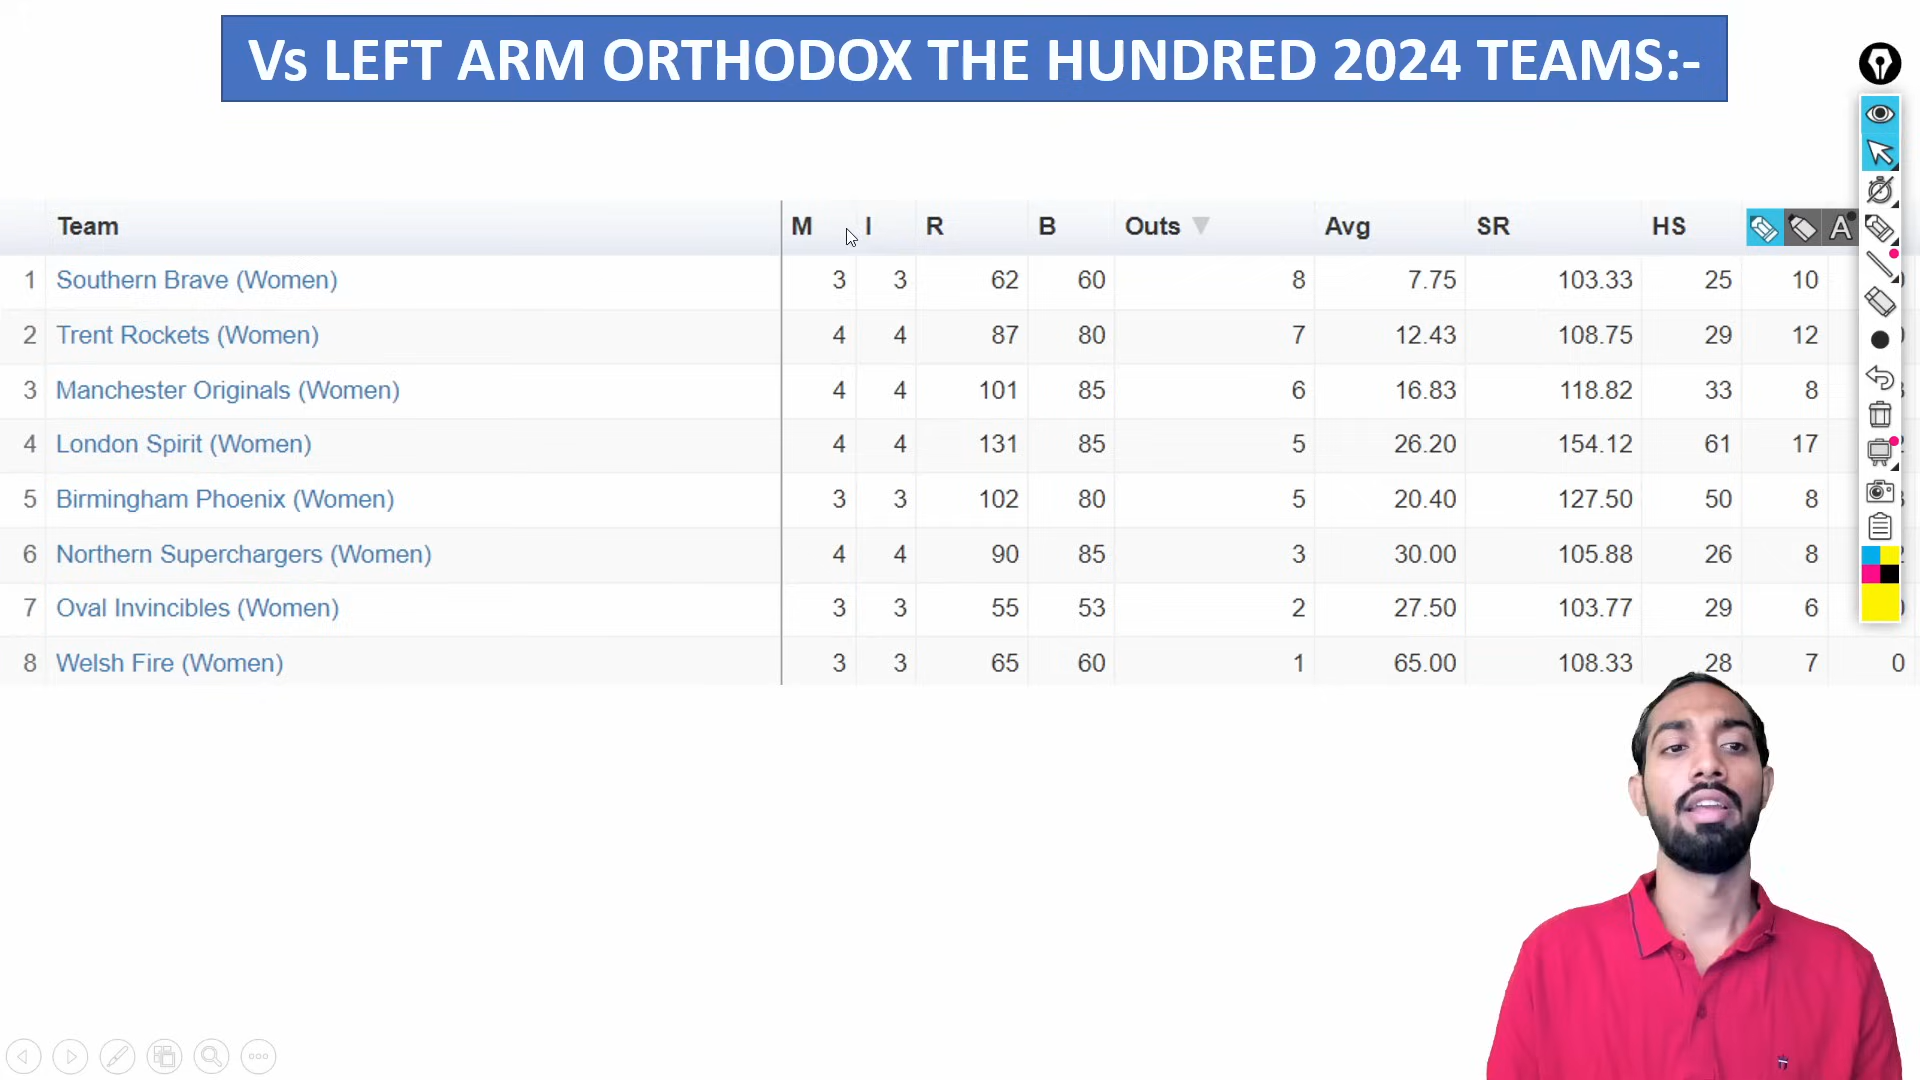 Vs LEFT ARM ORTHODOX THE HUNDRED 2024 TEAMS:-
Team M I R B Outs Avg SR HS A
1 Southern Brave (Women) 3 3 62 60 8 7.75 103.33 25 10
2 Trent Rockets (Women) 4 4 87 80 7 12.43 108.75 29 12
3 Manchester Originals (Women) 4 4 101 85 6 16.83 118.82 33 8
4 London Spirit (Women) 4 4 131 85 5 26.20 154.12 61 17
5 Birmingham Phoenix (Women) 3 3 102 80 5 20.40 127.50 50 8
6 Northern Superchargers (Women) 4 4 90 85 3 30.00 105.88 26 8
7 Oval Invincibles (Women) 3 3 55 53 2 27.50 103.77 29 6
8 Welsh Fire (Women) 3 3 65 60 1 65.00 108.33 28 7 0